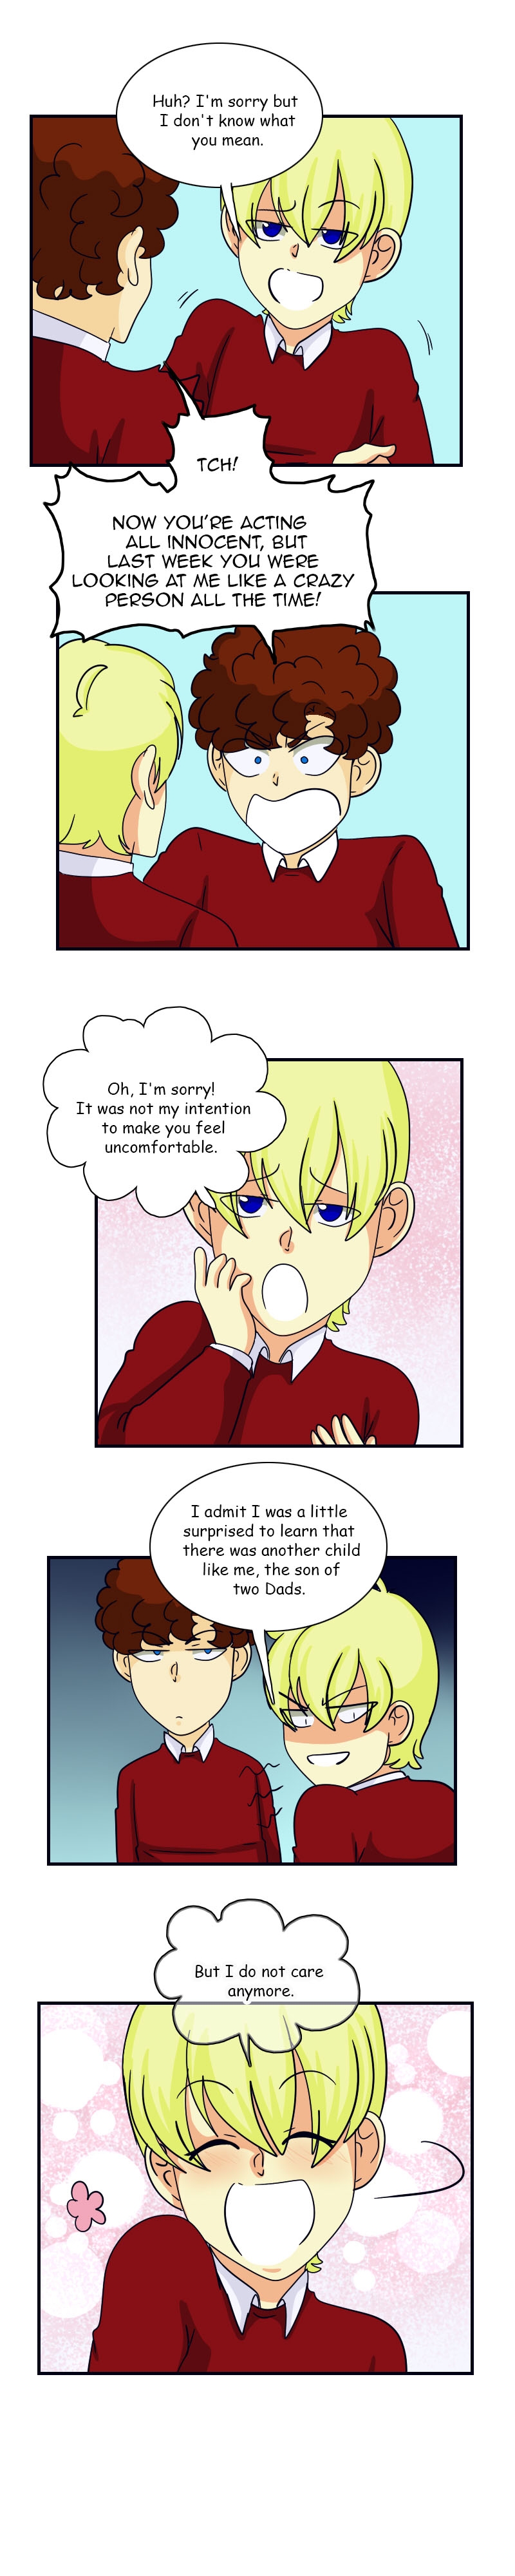 Huh? I'm sorry but
I don't know what
you mean.
TCH!
NOW YOU'RE ACTING
ALL INNOCENT, BUT
LAST WEEK YOU WERE
LOOKING AT ME LIKE A CRAZY
PERSON ALL THE TIME!
Oh, I'm sorry!
It was not my intention
to make you feel
uncomfortable.
I admit I was a little
surprised to learn that
there was another child
like me, the son of
two Dads.
But I do not care
anymore.